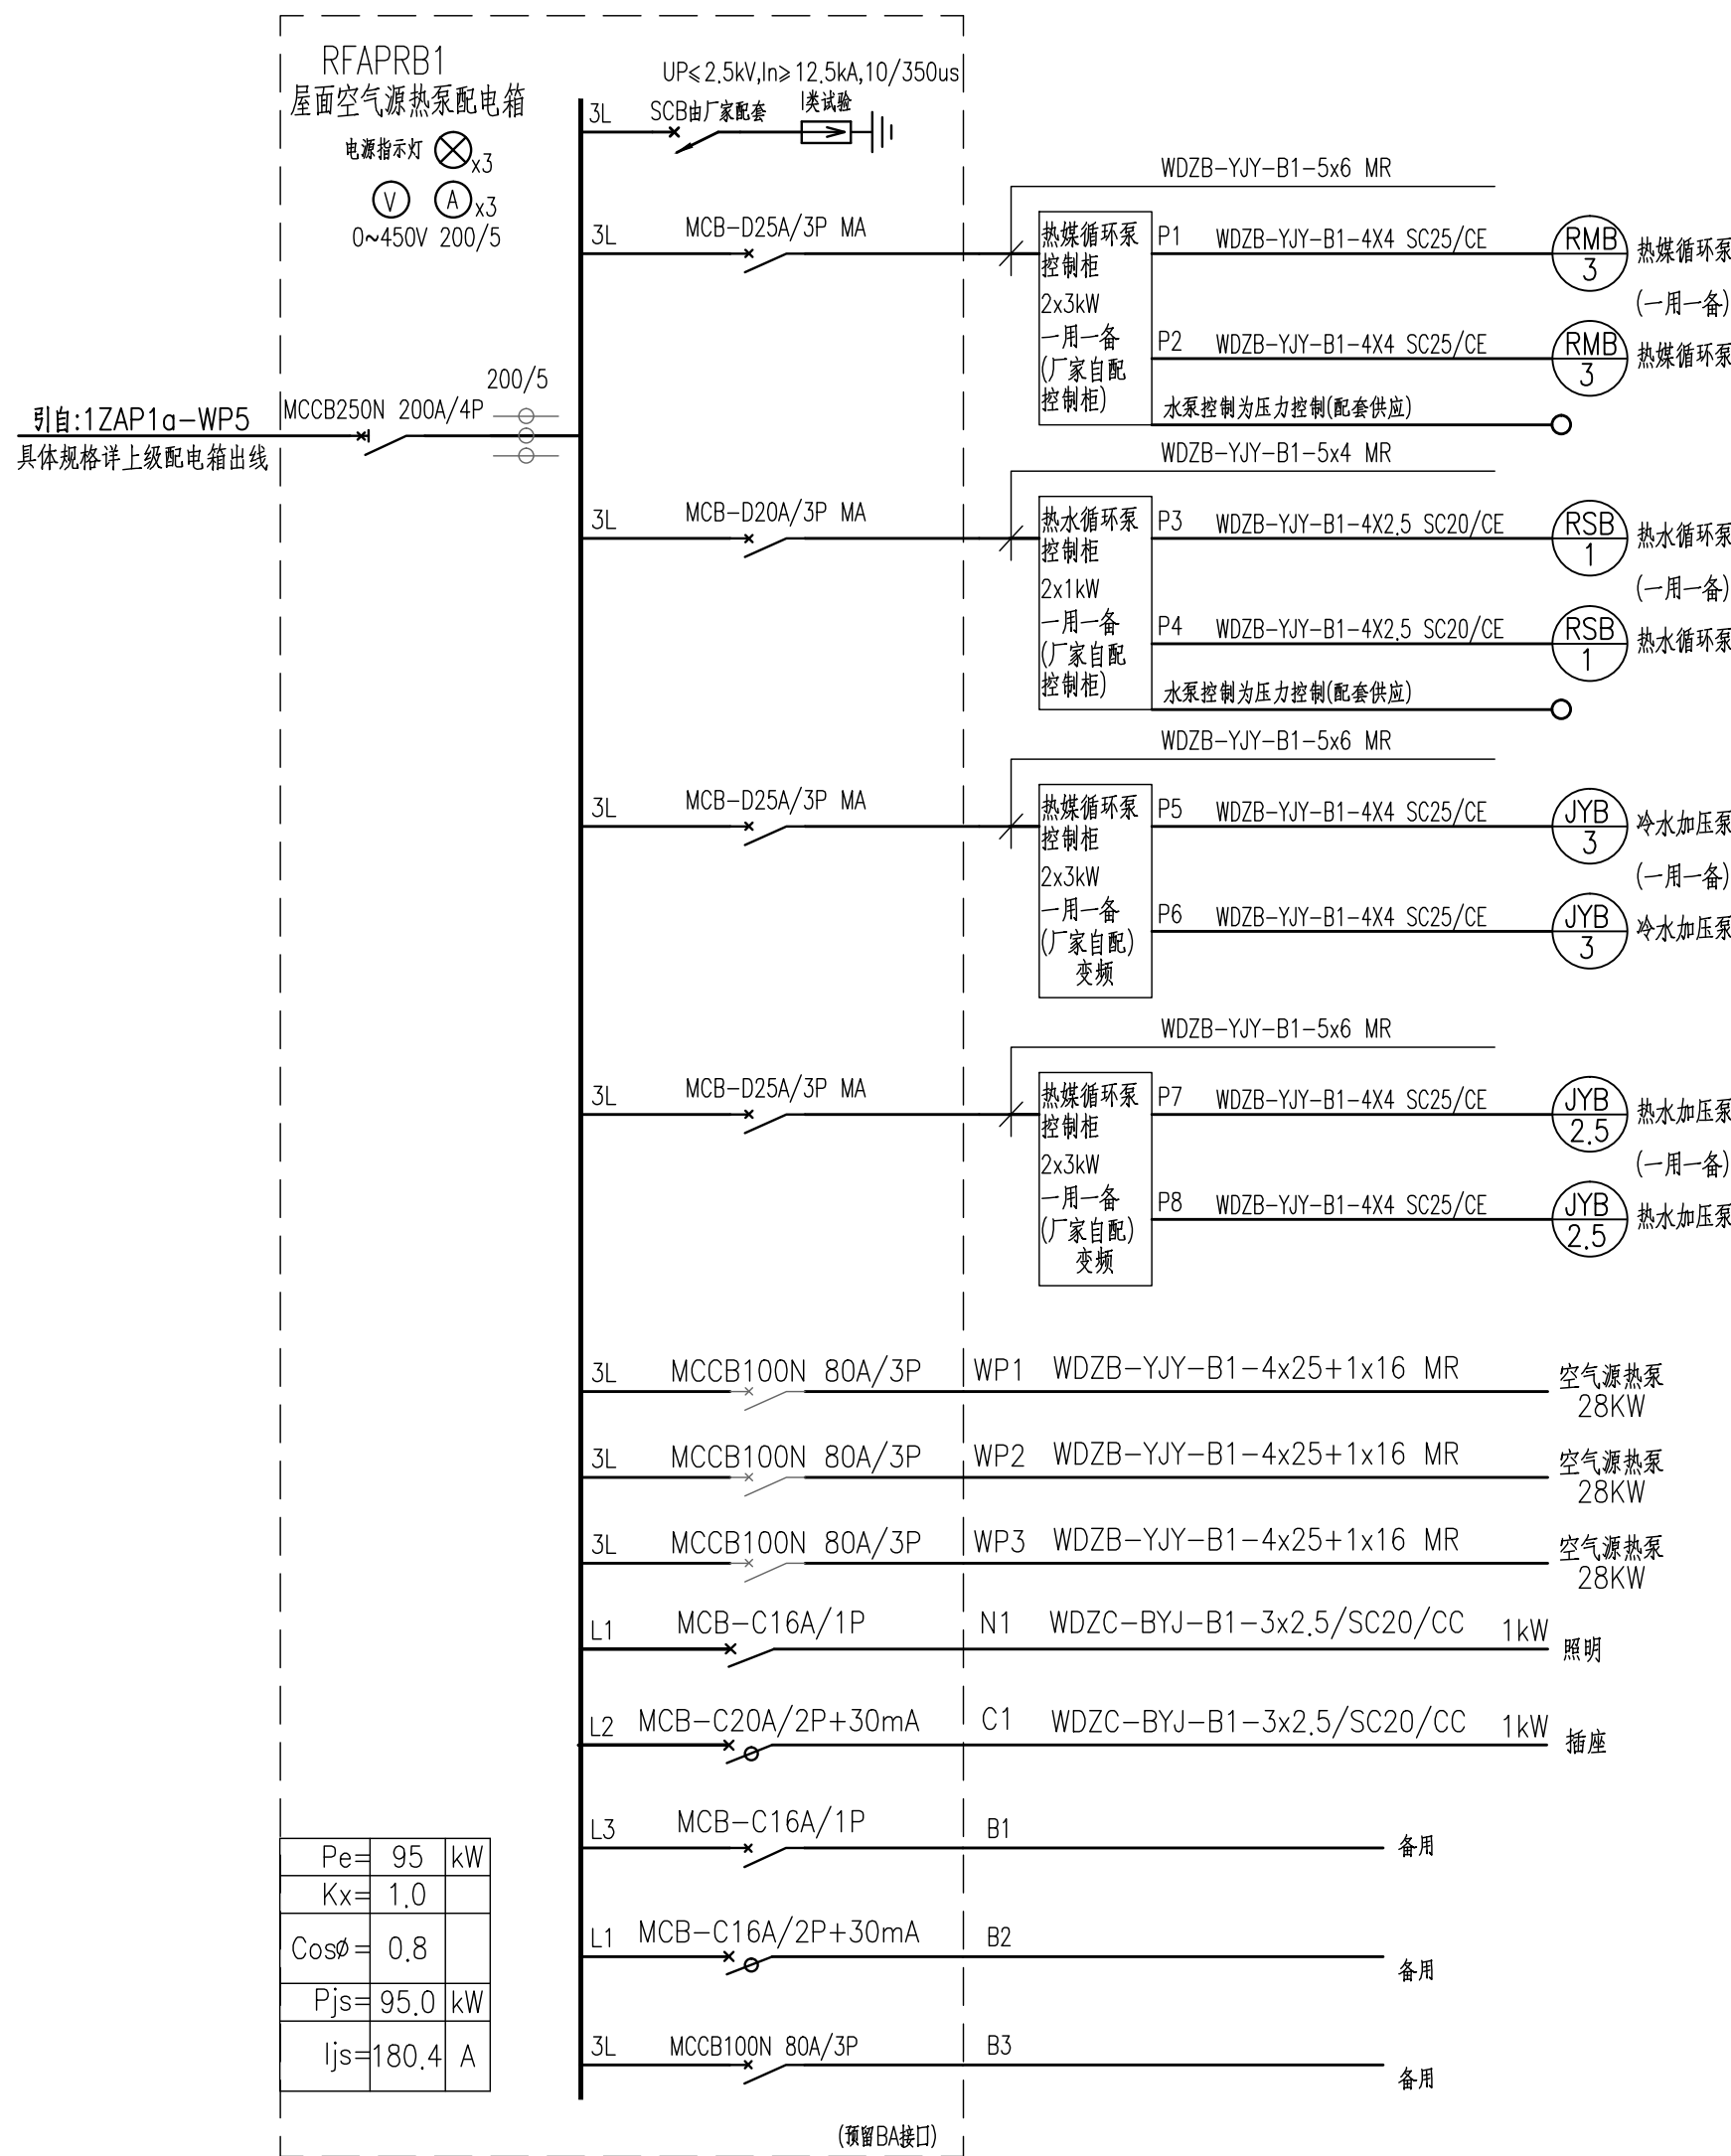 RFAPRB1
屋面空气源热泵配电箱
电源指示灯 x3
V A x3
0~450V 200/5
UP≤2.5kV,In≥12.5kA,10/350us
3L SCB由厂家配套 I类试验
WDZB-YJY-B1-5x6 MR
3L MCB-D25A/3P MA
热媒循环泵
控制柜
2x3kW
一用一备
(厂家自配
控制柜)
P1 WDZB-YJY-B1-4X4 SC25/CE
RMB
3
热媒循环泵
(一用一备)
P2 WDZB-YJY-B1-4X4 SC25/CE
RMB
3
热媒循环泵
水泵控制为压力控制(配套供应)
引自:1ZAP1a-WP5
具体规格详上级配电箱出线
MCCB250N 200A/4P
200/5
WDZB-YJY-B1-5x4 MR
3L MCB-D20A/3P MA
热水循环泵
控制柜
2x1kW
一用一备
(厂家自配
控制柜)
P3 WDZB-YJY-B1-4X2.5 SC20/CE
RSB
1
热水循环泵
(一用一备)
P4 WDZB-YJY-B1-4X2.5 SC20/CE
RSB
1
热水循环泵
水泵控制为压力控制(配套供应)
WDZB-YJY-B1-5x6 MR
3L MCB-D25A/3P MA
热媒循环泵
控制柜
2x3kW
一用一备
(厂家自配)
变频
P5 WDZB-YJY-B1-4X4 SC25/CE
JYB
3
冷水加压泵
(一用一备)
P6 WDZB-YJY-B1-4X4 SC25/CE
JYB
3
冷水加压泵
WDZB-YJY-B1-5x6 MR
3L MCB-D25A/3P MA
热媒循环泵
控制柜
2x3kW
一用一备
(厂家自配)
变频
P7 WDZB-YJY-B1-4X4 SC25/CE
JYB
2.5
热水加压泵
(一用一备)
P8 WDZB-YJY-B1-4X4 SC25/CE
JYB
2.5
热水加压泵
3L MCCB100N 80A/3P WP1 WDZB-YJY-B1-4x25+1x16 MR
空气源热泵
28KW
3L MCCB100N 80A/3P WP2 WDZB-YJY-B1-4x25+1x16 MR
空气源热泵
28KW
3L MCCB100N 80A/3P WP3 WDZB-YJY-B1-4x25+1x16 MR
空气源热泵
28KW
L1 MCB-C16A/1P N1 WDZC-BYJ-B1-3x2.5/SC20/CC 1kW 照明
L2 MCB-C20A/2P+30mA C1 WDZC-BYJ-B1-3x2.5/SC20/CC 1kW 插座
L3 MCB-C16A/1P B1 备用
L1 MCB-C16A/2P+30mA B2 备用
3L MCCB100N 80A/3P B3 备用
Pe= 95 kW
Kx= 1.0
Cosø= 0.8
Pjs= 95.0 kW
Ijs= 180.4 A
(预留BA接口)